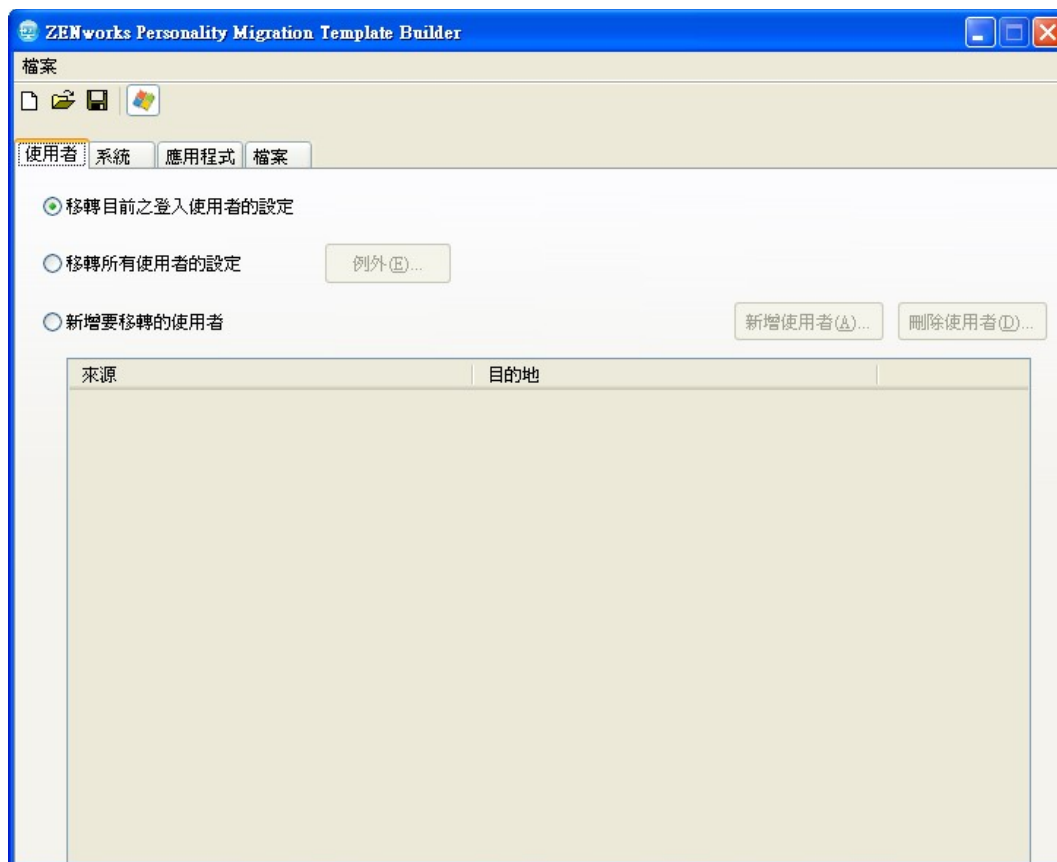 ZENworks Personality Migration Template Builder
檔案
使用者 系統 應用程式 檔案
移轉目前之登入使用者的設定
移轉所有使用者的設定 例外(E)...
新增要移轉的使用者 新增使用者(A)... 刪除使用者(D)...
來源 目的地